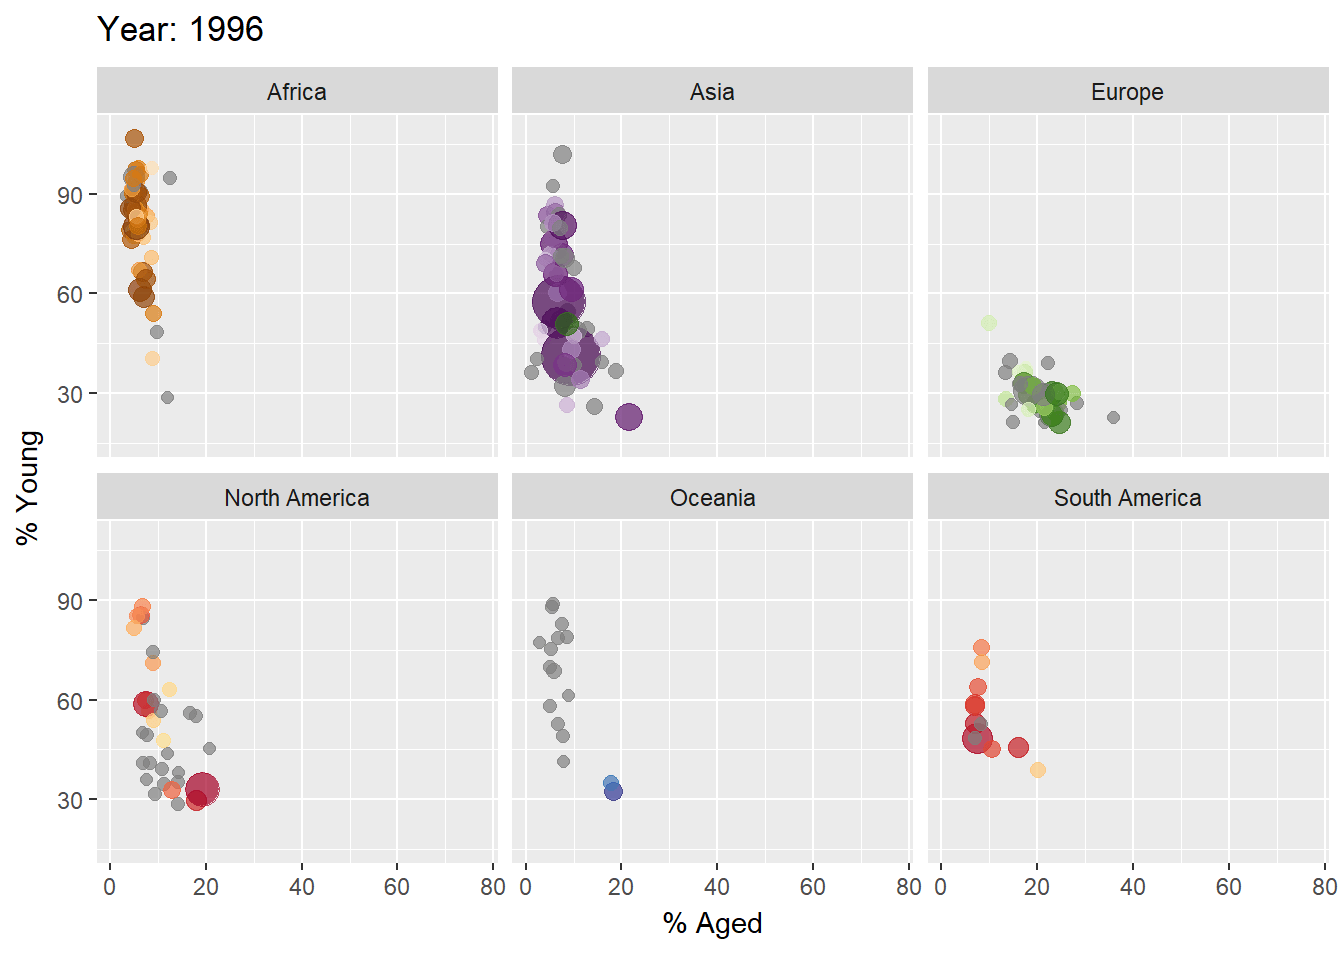 Year: 1996
Africa
Asia
Europe
90
60
30
% Young
North America
Oceania
South America
90
60
30
0 20 40 60 80 0 20 40 60 80 0 20 40 60 80
% Aged